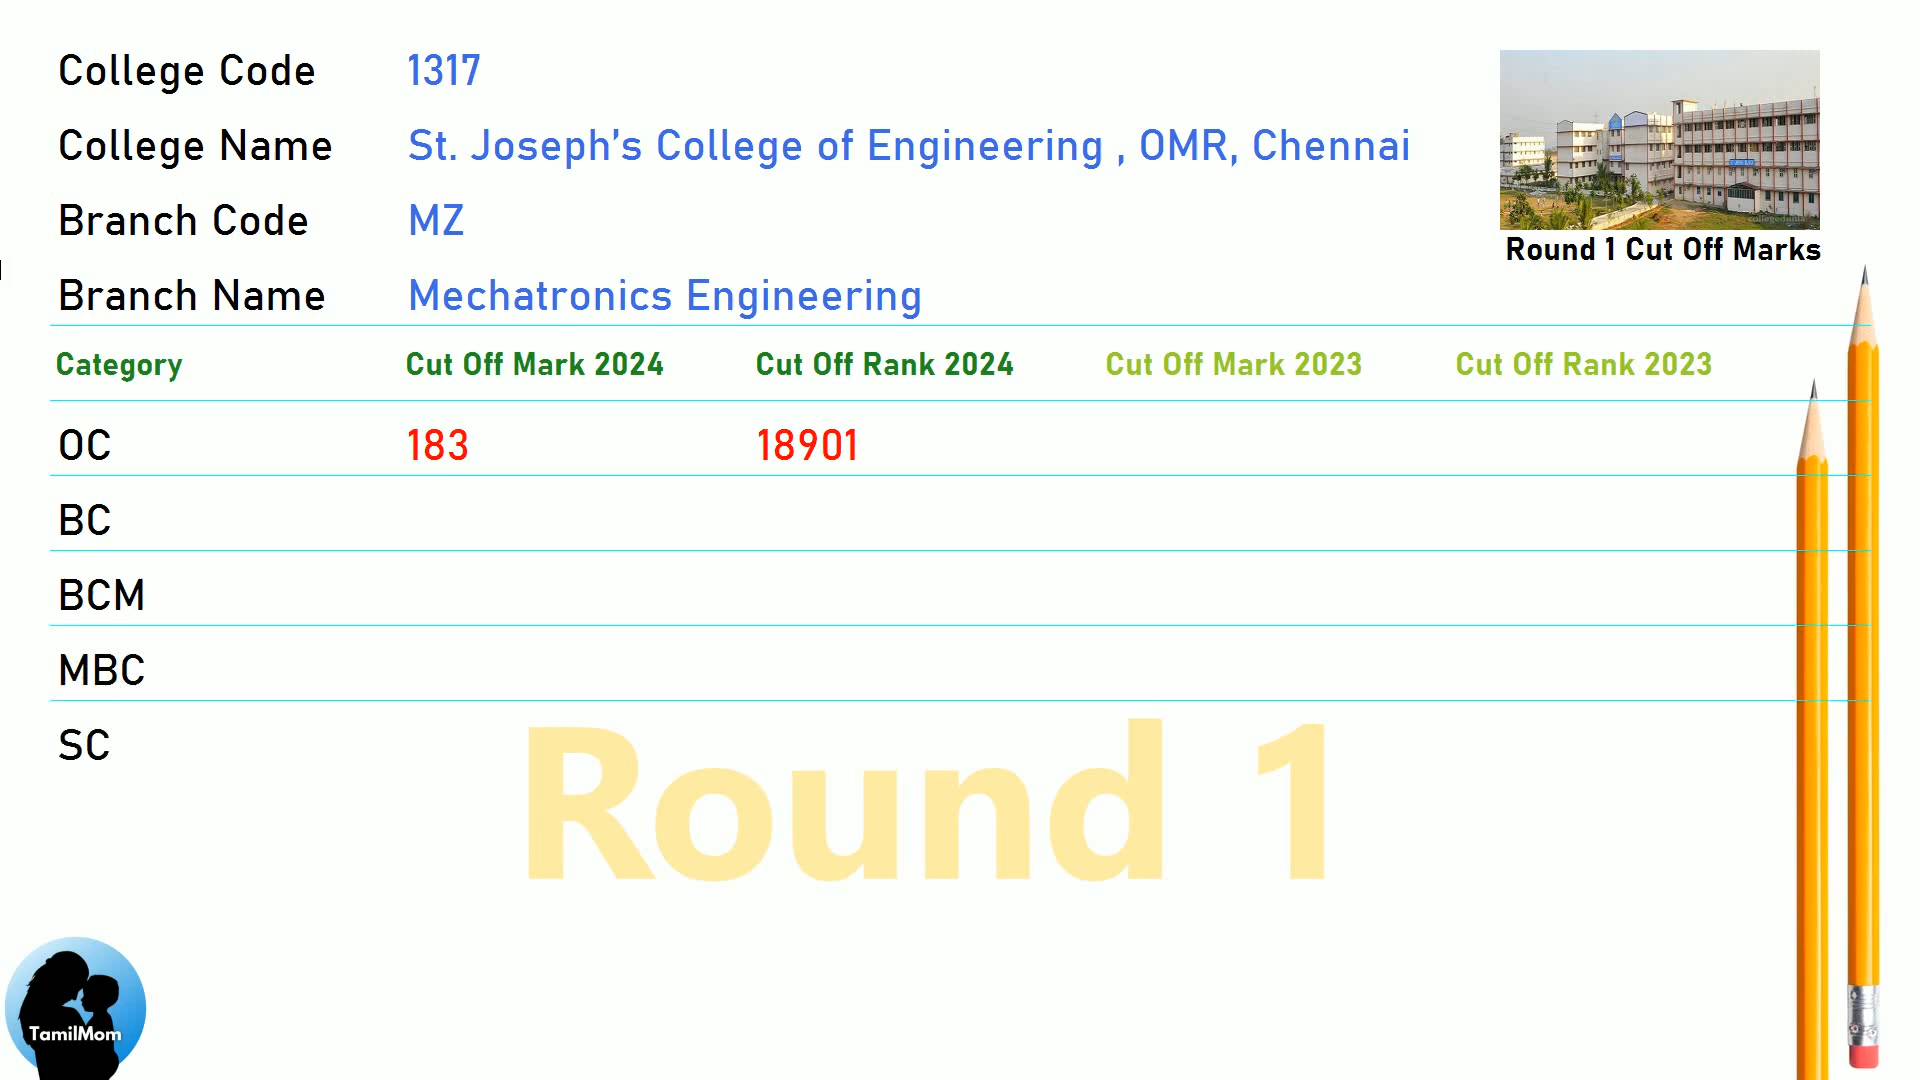 College Code 1317
College Name St. Joseph's College of Engineering , OMR, Chennai
Branch Code MZ
Round 1 Cut Off Marks
Branch Name Mechatronics Engineering
Category Cut Off Mark 2024 Cut Off Rank 2024 Cut Off Mark 2023 Cut Off Rank 2023
OC 183 18901
BC
BCM
MBC
SC
Round 1
TamilMom